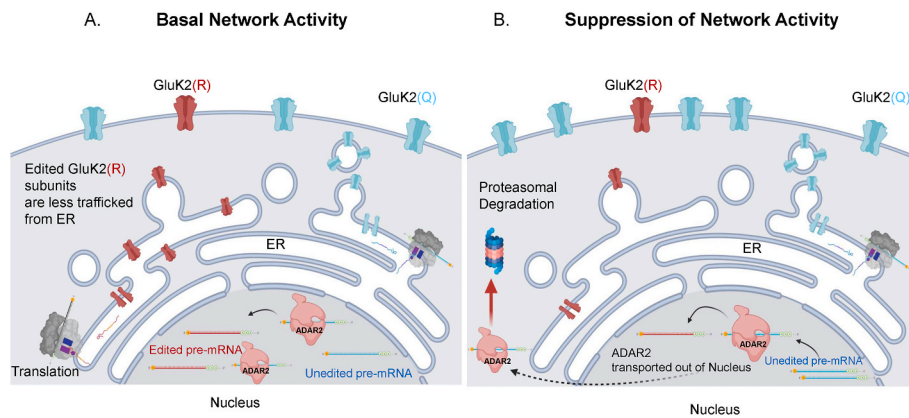 A.
Basal Network Activity
GluK2(R)
GluK2(Q)
Edited GluK2(R)
subunits
are less trafficked
from ER
ER
ADAR2
Edited pre-mRNA
ADAR2
Unedited pre-mRNA
Translation
Nucleus
B.
Suppression of Network Activity
GluK2(R)
GluK2(Q)
Proteasomal
Degradation
ER
ADAR2
ADAR2
ADAR2
transported out of Nucleus
Unedited pre-mRNA
Nucleus